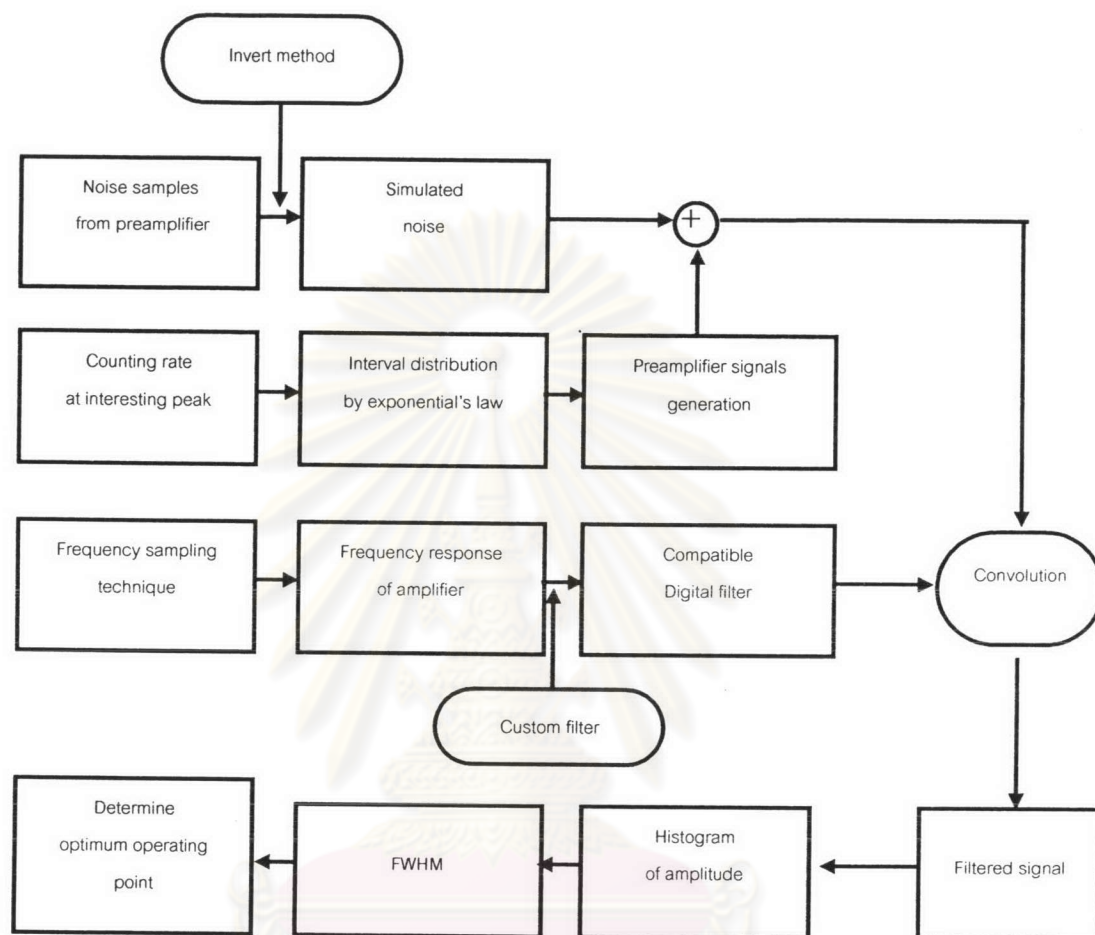 Invert method
Noise samples
from preamplifier
Simulated
noise
+
Counting rate
at interesting peak
Interval distribution
by exponential's law
Preamplifier signals
generation
Frequency sampling
technique
Frequency response
of amplifier
Compatible
Digital filter
Convolution
Custom filter
Determine
optimum operating
point
FWHM
Histogram
of amplitude
Filtered signal